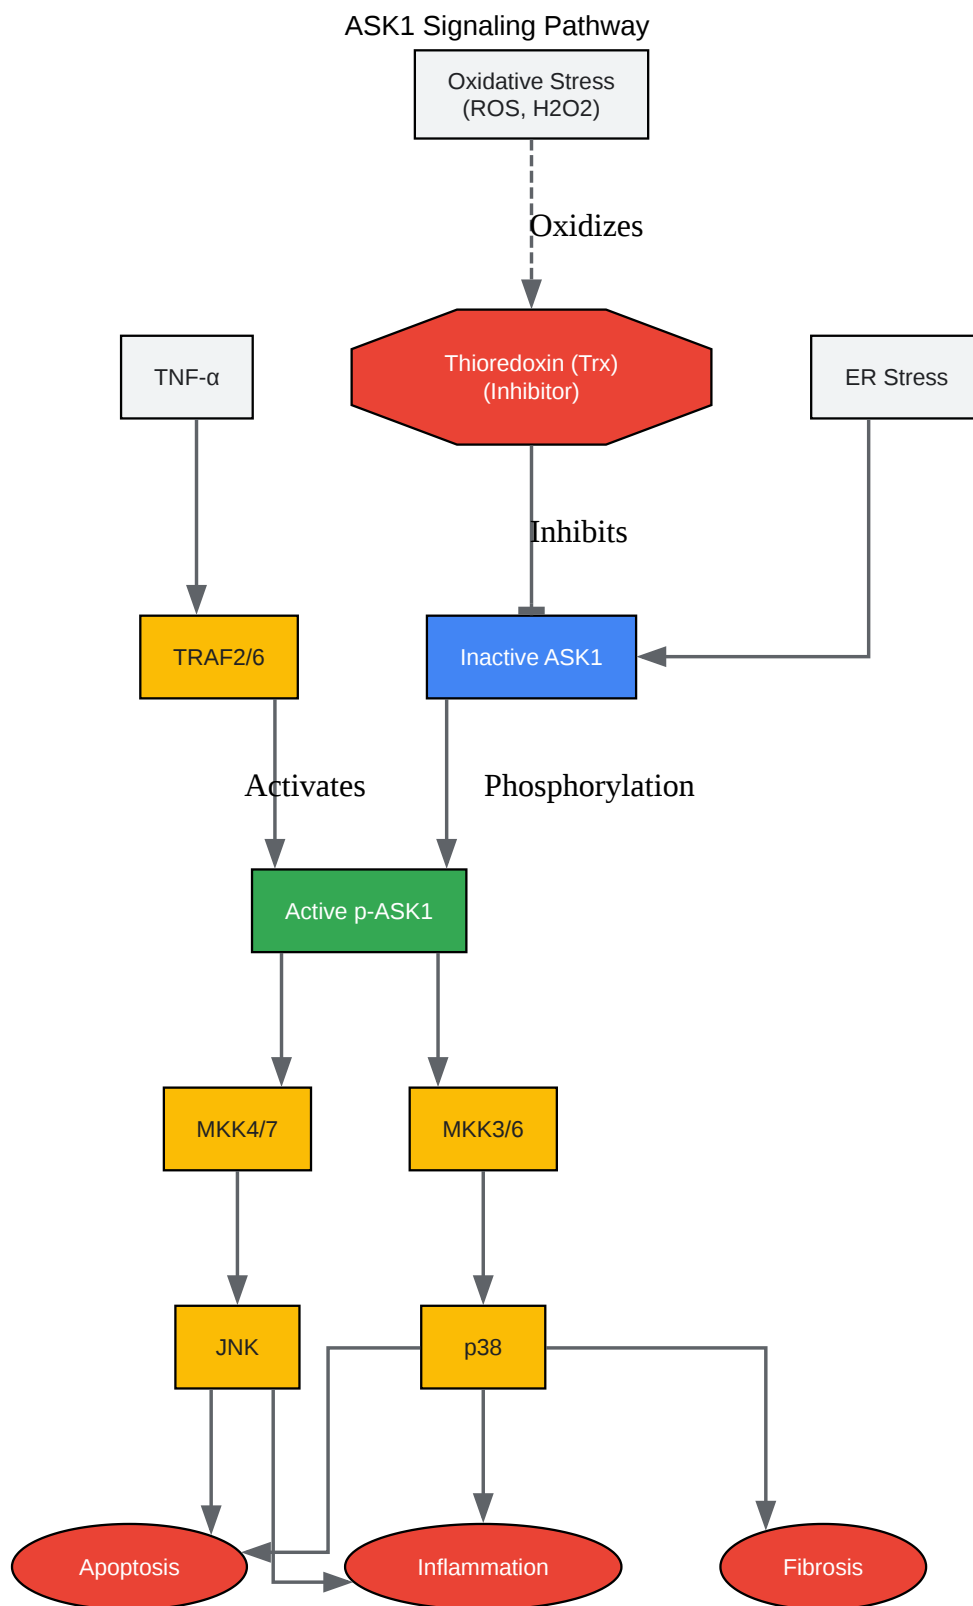 ASK1 Signaling Pathway
Oxidative Stress
(ROS, H2O2)
Oxidizes
TNF-α
Thioredoxin (Trx)
(Inhibitor)
ER Stress
Inhibits
TRAF2/6
Inactive ASK1
Activates
Phosphorylation
Active p-ASK1
MKK4/7
MKK3/6
JNK
p38
Apoptosis
Inflammation
Fibrosis